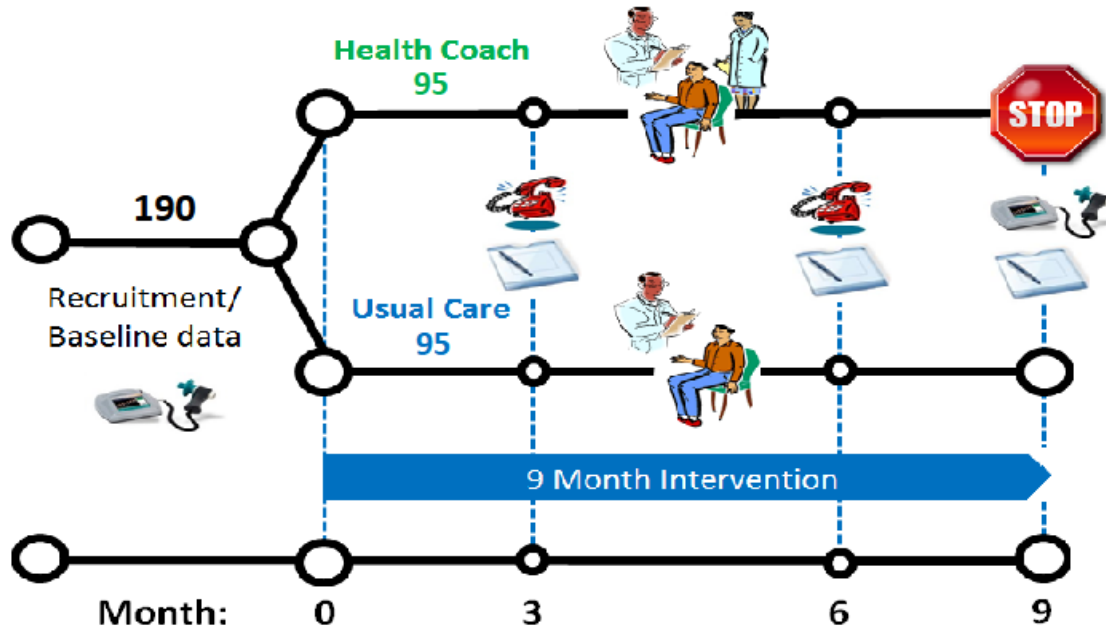 Health Coach
95
STOP
190
Recruitment/
Baseline data
Usual Care
95
9 Month Intervention
Month: 0 3 6 9